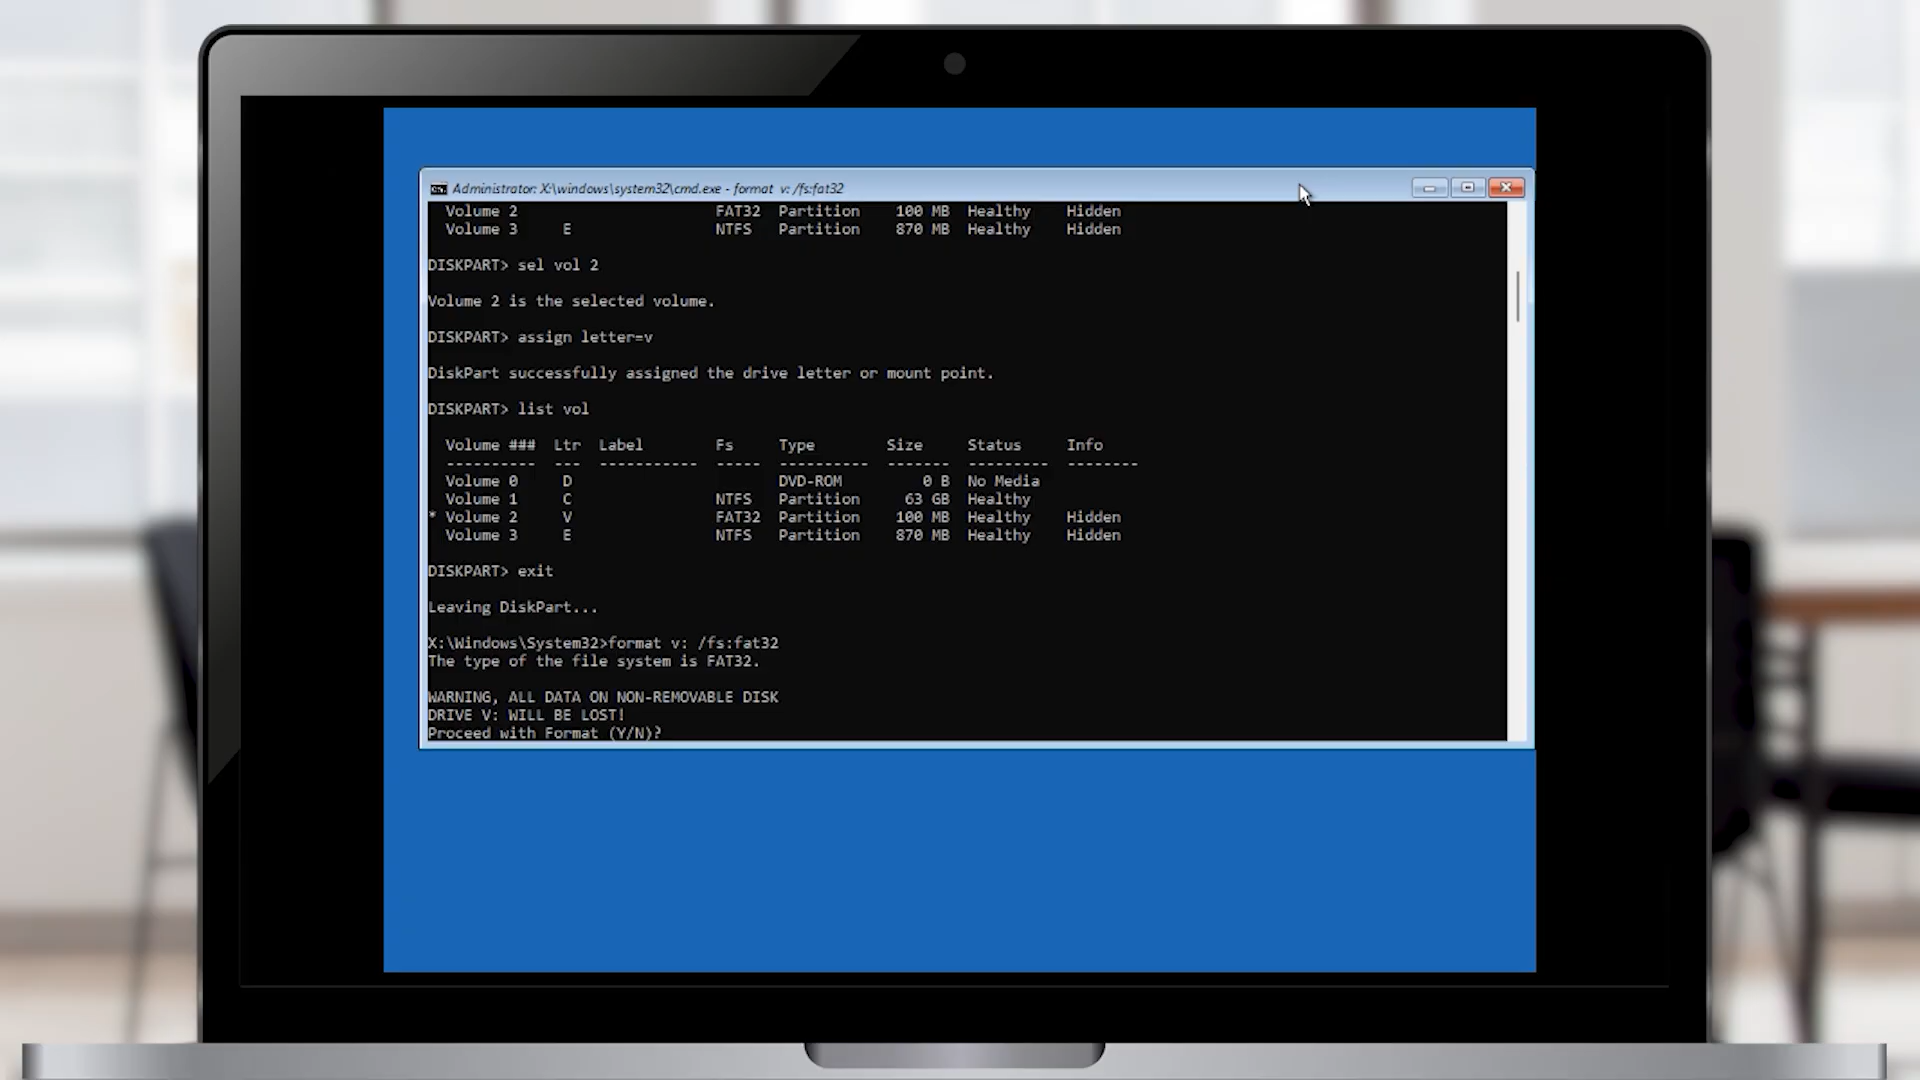 Administrator: X:\windows\system32\cmd.exe - format v: /fs:fat32
Volume 2 FAT32 Partition 100 MB Healthy Hidden
Volume 3 E NTFS Partition 870 MB Healthy Hidden
DISKPART> sel vol 2
Volume 2 is the selected volume.
DISKPART> assign letter=v
DiskPart successfully assigned the drive letter or mount point.
DISKPART> list vol
Volume ### Ltr Label Fs Type Size Status Info
---------- --- ----------- ----- ---------- ------- --------- --------
Volume 0 D DVD-ROM 0 B No Media
Volume 1 C NTFS Partition 63 GB Healthy
* Volume 2 V FAT32 Partition 100 MB Healthy Hidden
Volume 3 E NTFS Partition 870 MB Healthy Hidden
DISKPART> exit
Leaving DiskPart...
X:\Windows\System32>format v: /fs:fat32
The type of the file system is FAT32.
WARNING, ALL DATA ON NON-REMOVABLE DISK
DRIVE V: WILL BE LOST!
Proceed with Format (Y/N)?